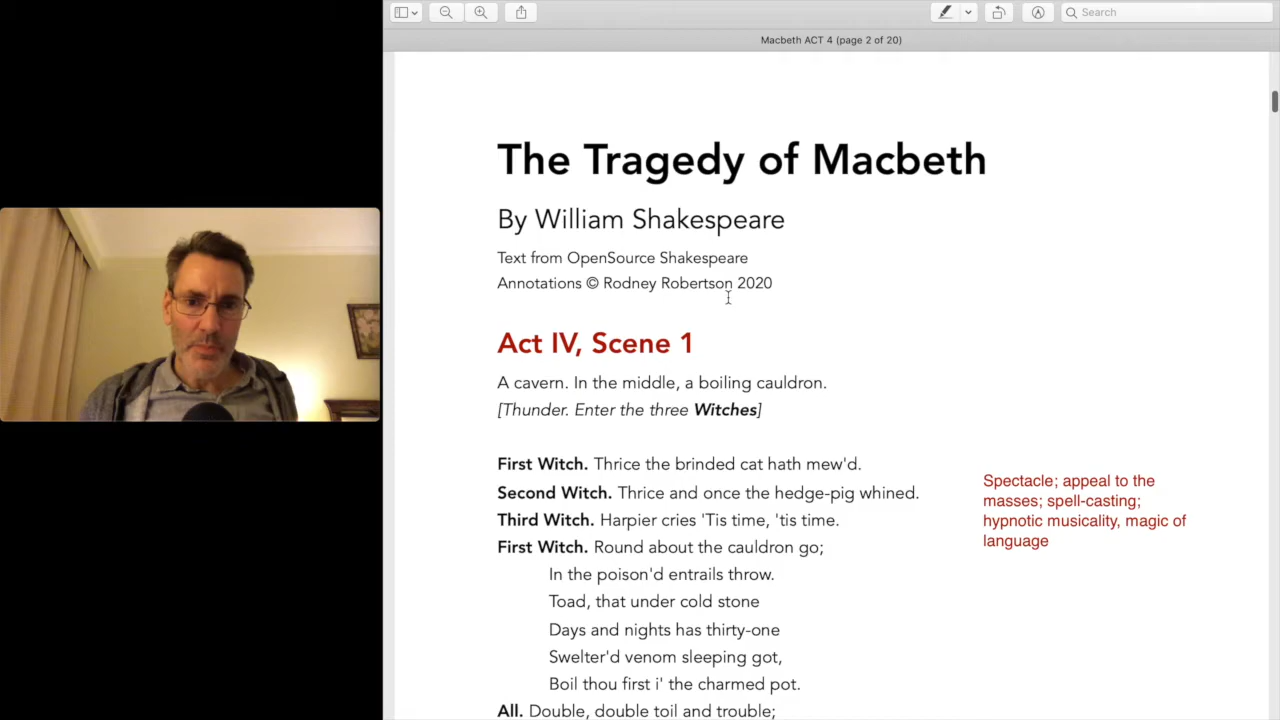 Search
Macbeth ACT 4 (page 2 of 20)
The Tragedy of Macbeth
By William Shakespeare
Text from OpenSource Shakespeare
Annotations © Rodney Robertson 2020
Act IV, Scene 1
A cavern. In the middle, a boiling cauldron.
[Thunder. Enter the three Witches]
First Witch. Thrice the brinded cat hath mew'd.
Second Witch. Thrice and once the hedge-pig whined.
Third Witch. Harpier cries 'Tis time, 'tis time.
First Witch. Round about the cauldron go;
In the poison'd entrails throw.
Toad, that under cold stone
Days and nights has thirty-one
Swelter'd venom sleeping got,
Boil thou first i' the charmed pot.
All. Double, double toil and trouble;
Spectacle; appeal to the
masses; spell-casting;
hypnotic musicality, magic of
language